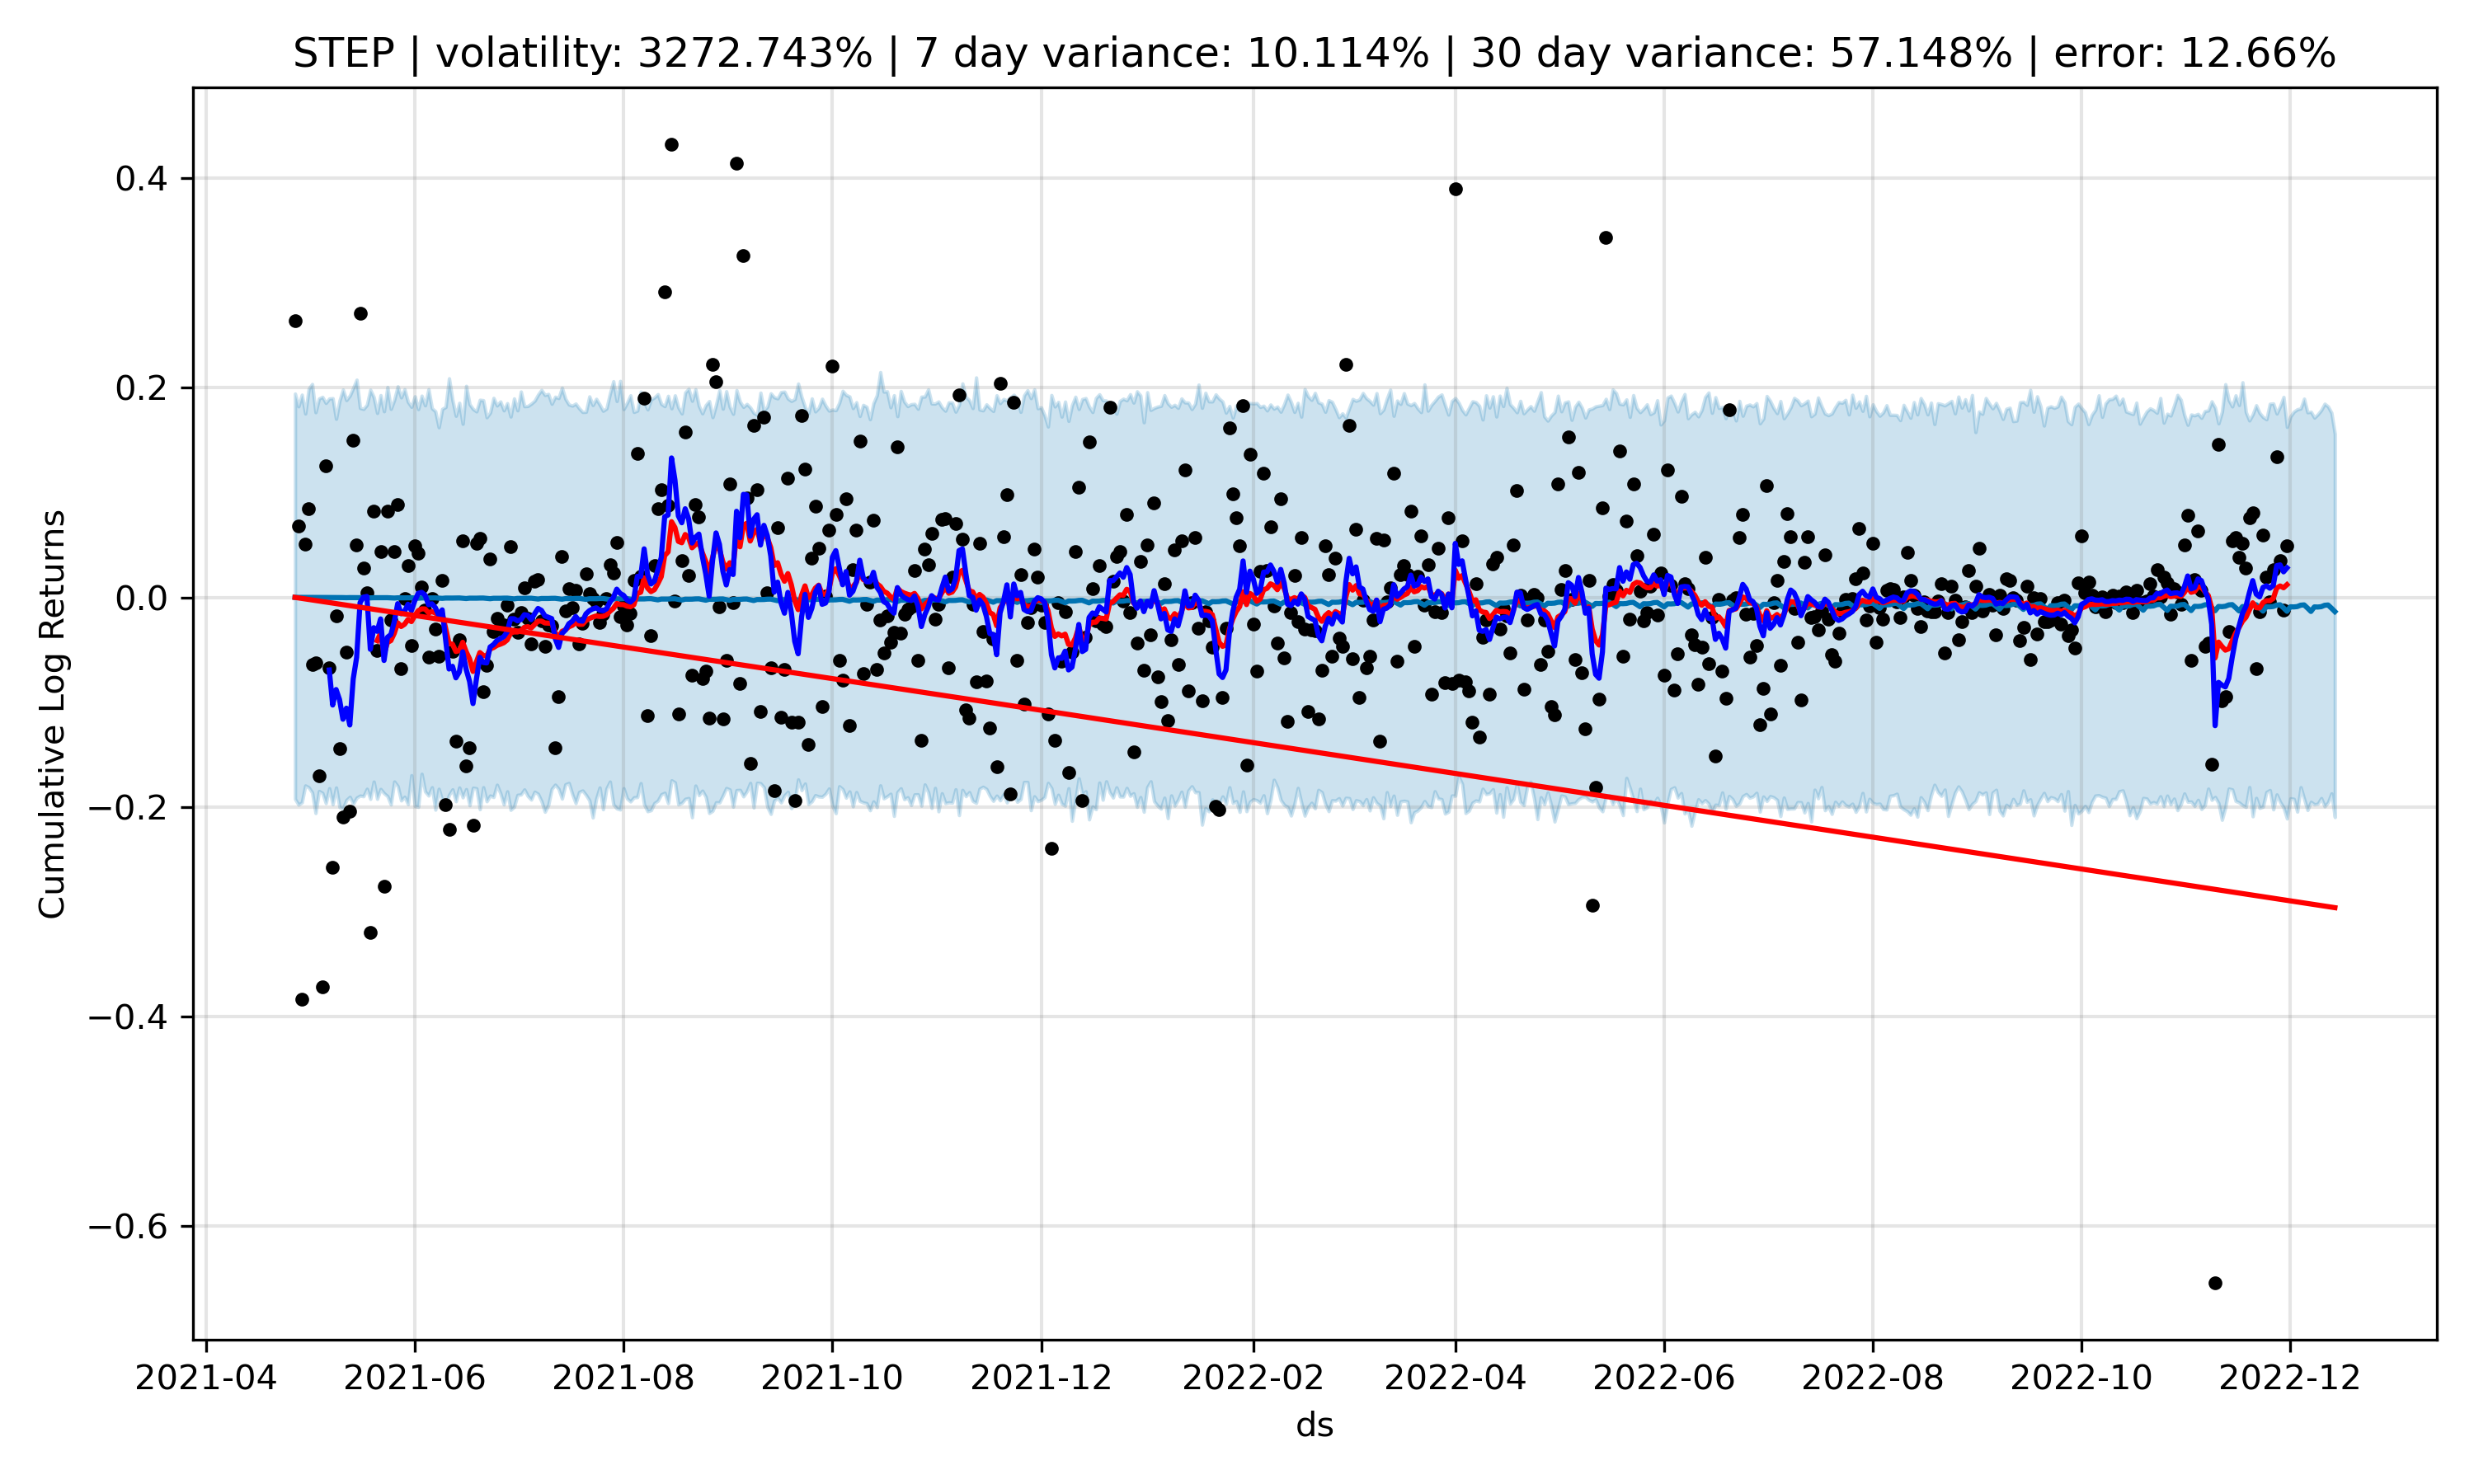 STEP | volatility: 3272.743% | 7 day variance: 10.114% | 30 day variance: 57.148% | error: 12.66%
Cumulative Log Returns
0.4
0.2
0.0
−0.2
−0.4
−0.6
2021-04 2021-06 2021-08 2021-10 2021-12 2022-02 2022-04 2022-06 2022-08 2022-10 2022-12
ds